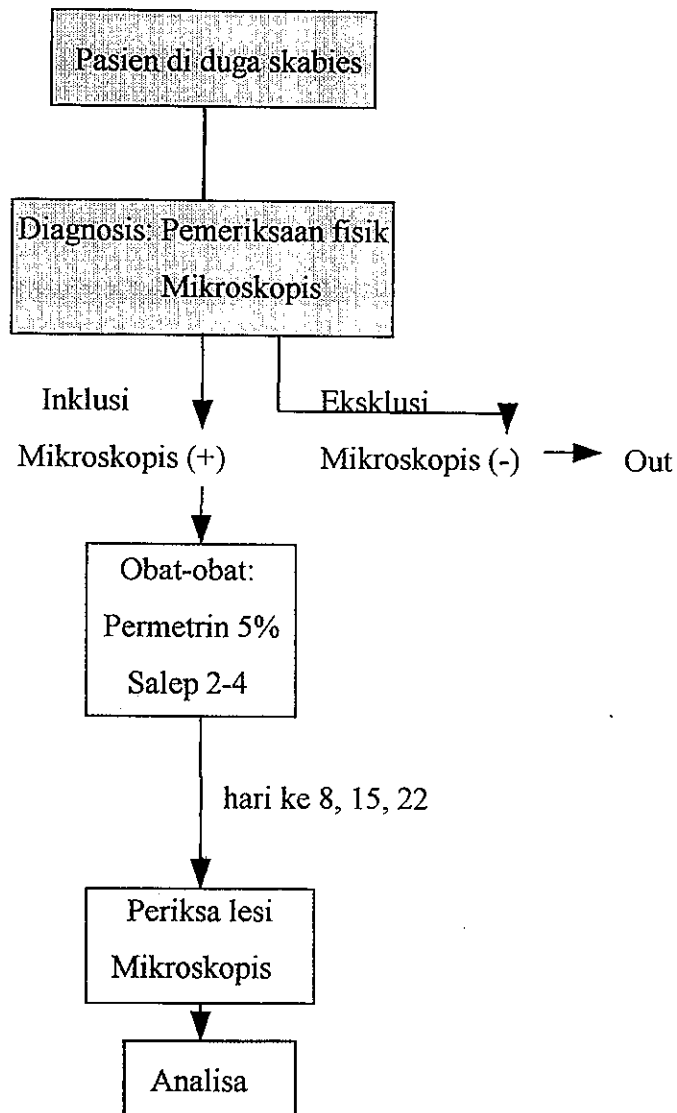 Pasien di duga skabies
Diagnosis: Pemeriksaan fisik
Mikroskopis
Inklusi
Eksklusi
Mikroskopis (+)
Mikroskopis (-)
Out
Obat-obat:
Permetrin 5%
Salep 2-4
hari ke 8, 15, 22
Periksa lesi
Mikroskopis
Analisa